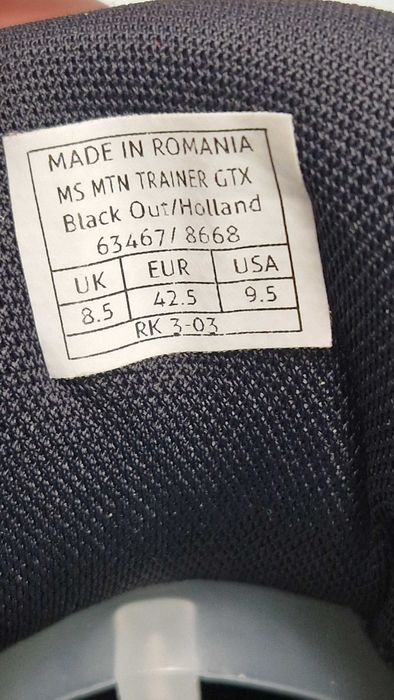 MADE IN ROMANIA
MS MTN TRAINER GTX
Black Out/Holland
63467/ 8668
UK EUR USA
8.5 42.5 9.5
RK 3-03